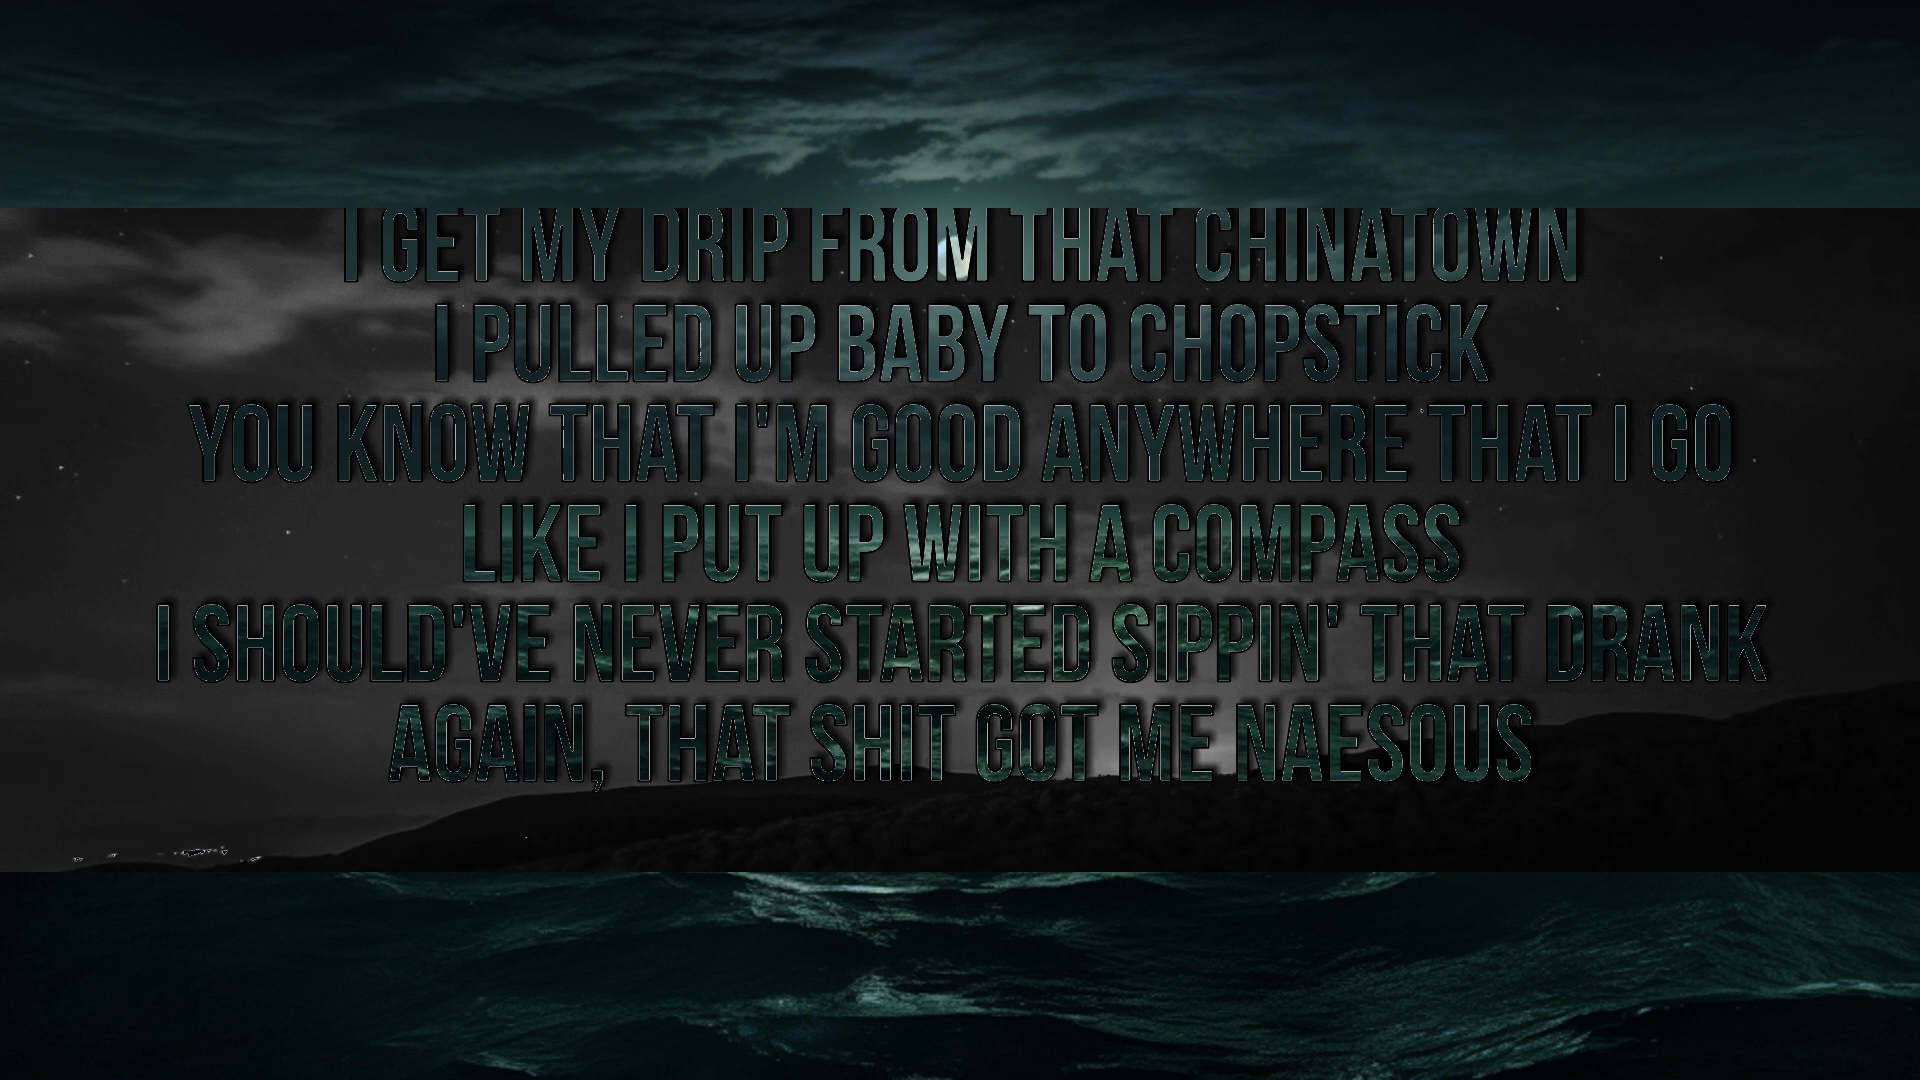 I GET MY DRIP FROM THAT CHINATOWN
I PULLED UP BABY TO CHOPSTICK
YOU KNOW THAT I'M GOOD ANYWHERE THAT I GO
LIKE I PUT UP WITH A COMPASS
I SHOULD'VE NEVER STARTED SIPPIN' THAT DRANK
AGAIN, THAT SHIT GOT ME NAESOUS